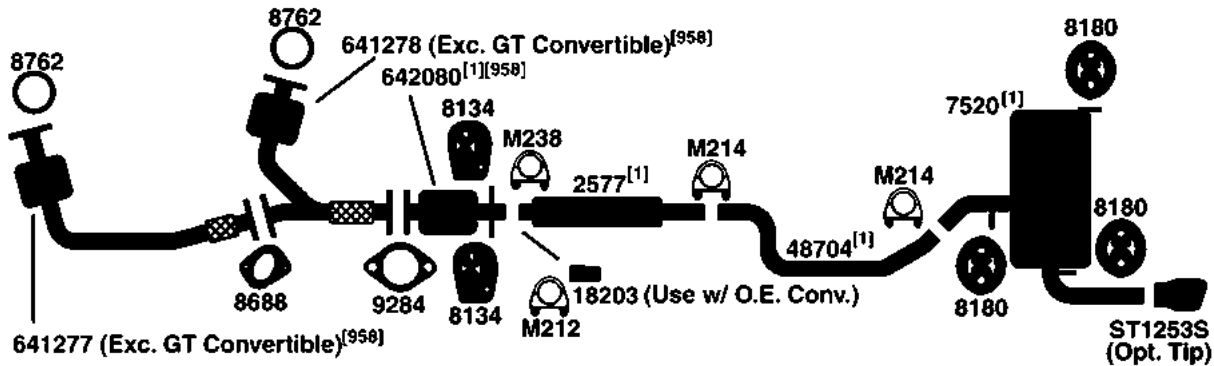 8762
8762
641278 (Exc. GT Convertible)[958]
642080[1][958]
8134
M238
2577[1]
M214
M214
7520[1]
8180
8180
48704[1]
8688
9284
8134
18203 (Use w/ O.E. Conv.)
M212
8180
641277 (Exc. GT Convertible)[958]
ST1253S
(Opt. Tip)